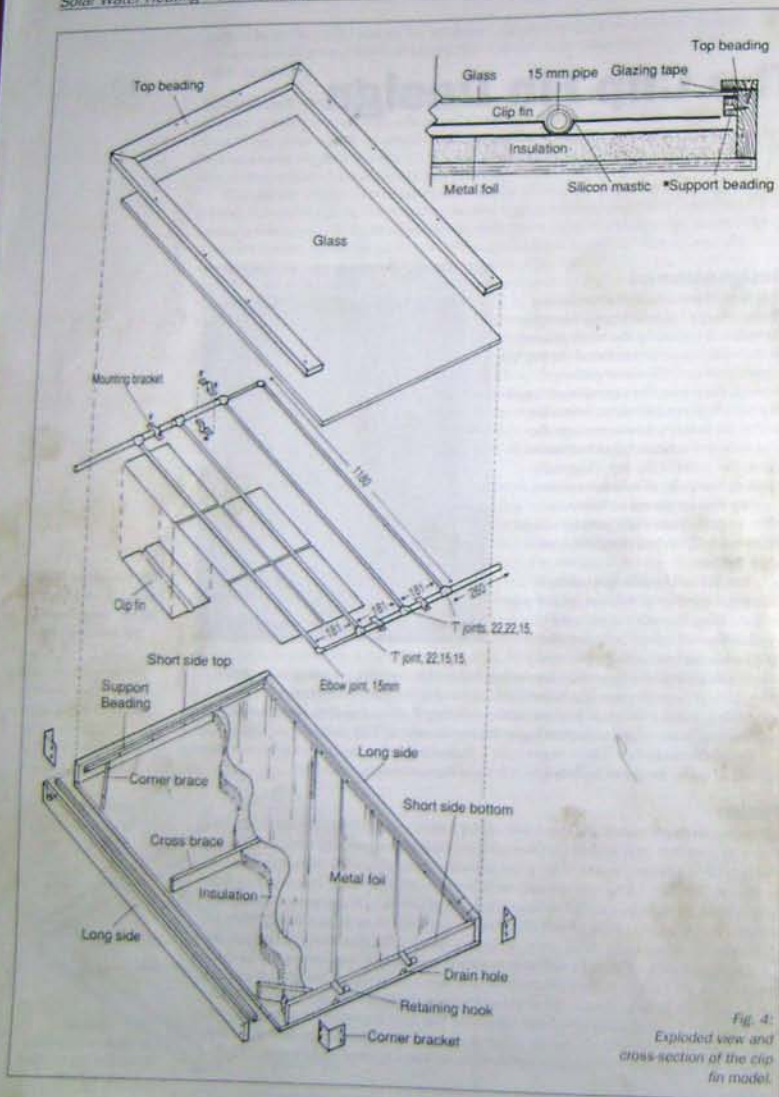 Solar Water Heating
Top beading
Glass
Top beading
Glass
15 mm pipe
Glazing tape
Clip fin
Insulation
Metal foil
Silicon mastic
*Support beading
Mounting bracket
1180
Clip fin
181
181
181
260
'T' joints, 22,22,15,
'T' joint, 22,15,15,
Elbow joint, 15mm
Short side top
Support
Beading
Corner brace
Long side
Short side bottom
Cross brace
Insulation
Metal foil
Long side
Drain hole
Retaining hook
Corner bracket
Fig. 4:
Exploded view and
cross-section of the clip
fin model.